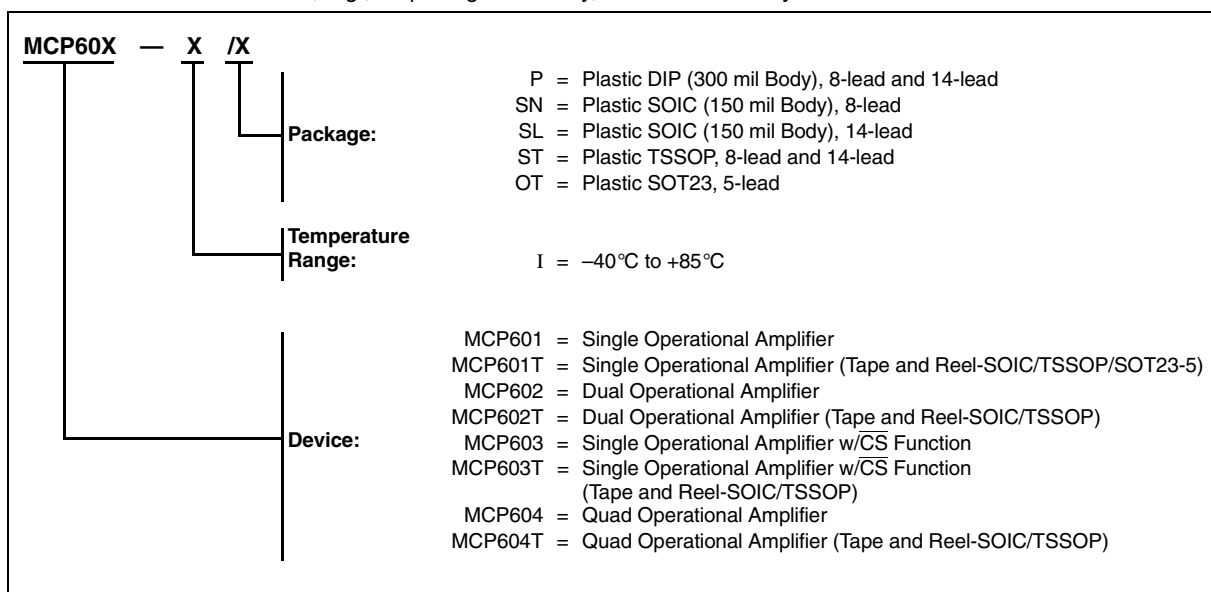 MCP60X — X /X
Package:
P = Plastic DIP (300 mil Body), 8-lead and 14-lead
SN = Plastic SOIC (150 mil Body), 8-lead
SL = Plastic SOIC (150 mil Body), 14-lead
ST = Plastic TSSOP, 8-lead and 14-lead
OT = Plastic SOT23, 5-lead
Temperature
Range:
I = –40°C to +85°C
Device:
MCP601 = Single Operational Amplifier
MCP601T = Single Operational Amplifier (Tape and Reel-SOIC/TSSOP/SOT23-5)
MCP602 = Dual Operational Amplifier
MCP602T = Dual Operational Amplifier (Tape and Reel-SOIC/TSSOP)
MCP603 = Single Operational Amplifier w/C̅S̅ Function
MCP603T = Single Operational Amplifier w/C̅S̅ Function
(Tape and Reel-SOIC/TSSOP)
MCP604 = Quad Operational Amplifier
MCP604T = Quad Operational Amplifier (Tape and Reel-SOIC/TSSOP)